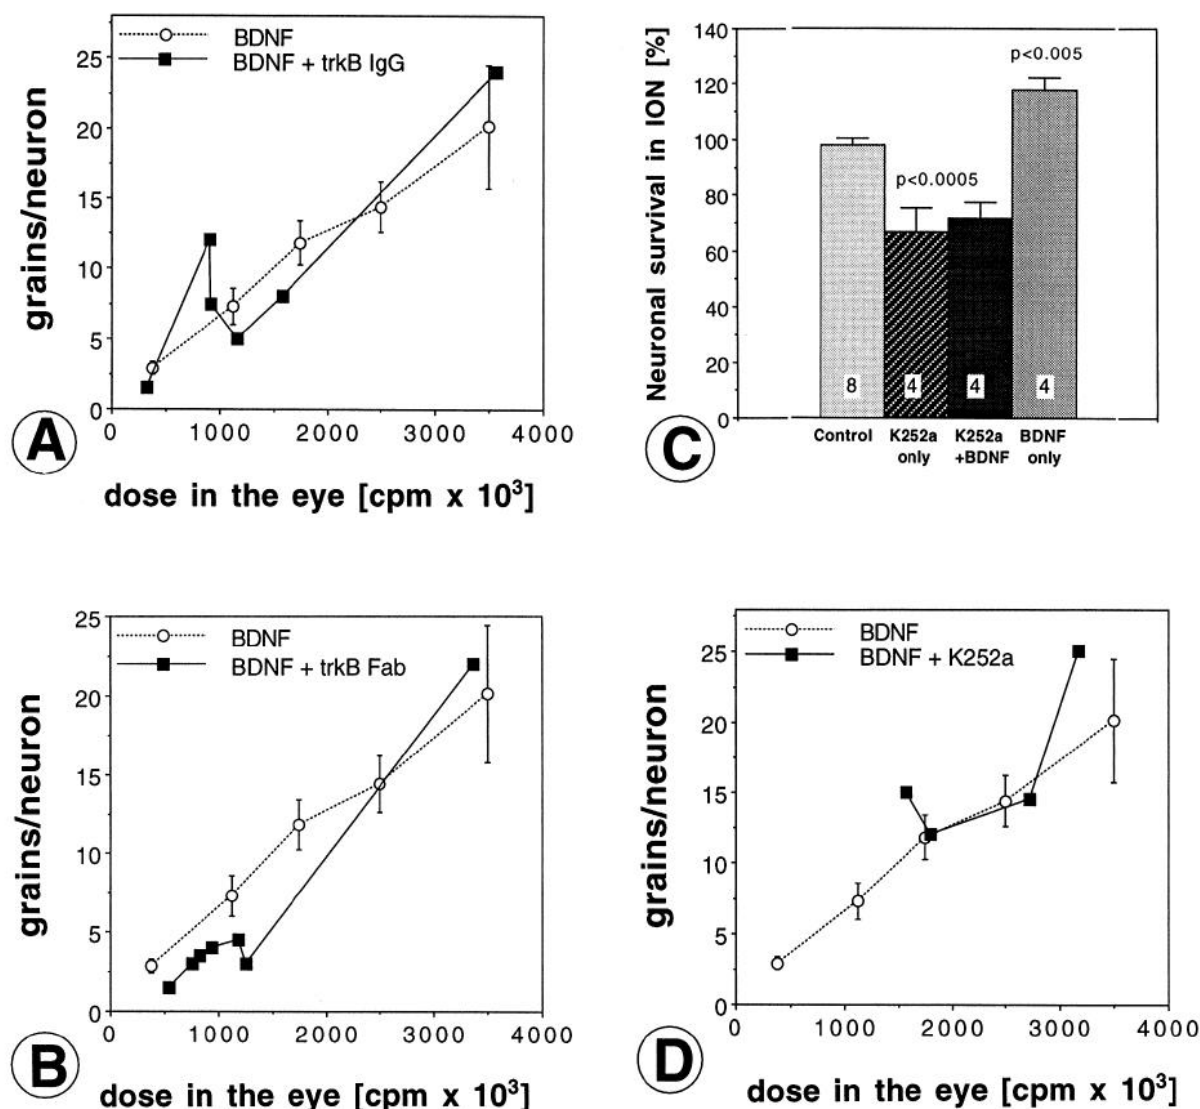 BDNF
BDNF + trkB IgG
25
20
15
10
5
0
grains/neuron
0 1000 2000 3000 4000
dose in the eye [cpm x 10³]
A
140
120
100
80
60
40
20
0
Neuronal survival in ION [%]
p<0.005
p<0.0005
8 4 4 4
Control K252a K252a BDNF
only +BDNF only
C
25
20
15
10
5
0
grains/neuron
BDNF
BDNF + trkB Fab
0 1000 2000 3000 4000
dose in the eye [cpm x 10³]
B
25
20
15
10
5
0
grains/neuron
BDNF
BDNF + K252a
0 1000 2000 3000 4000
dose in the eye [cpm x 10³]
D